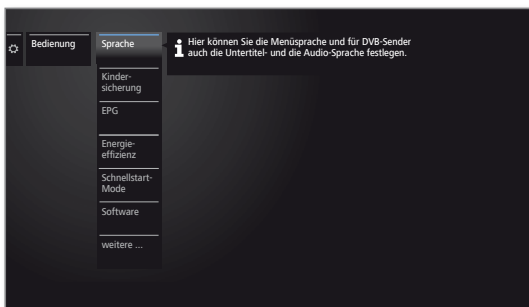 Bedienung
Sprache
Hier können Sie die Menüsprache und für DVB-Sender
auch die Untertitel- und die Audio-Sprache festlegen.
Kinder-
sicherung
EPG
Energie-
effizienz
Schnellstart-
Mode
Software
weitere ...